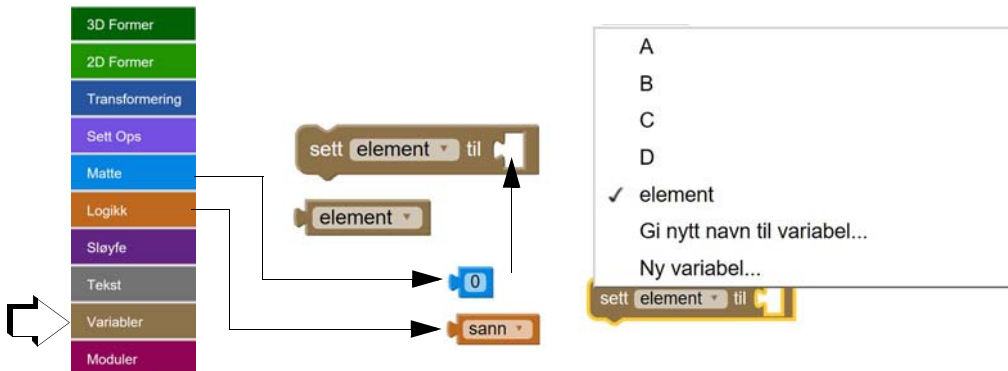 3D Former
2D Former
Transformering
Sett Ops
Matte
Logikk
Sløyfe
Tekst
Variabler
Moduler
sett element til
element
0
sann
A
B
C
D
✓ element
Gi nytt navn til variabel...
Ny variabel...
sett element til